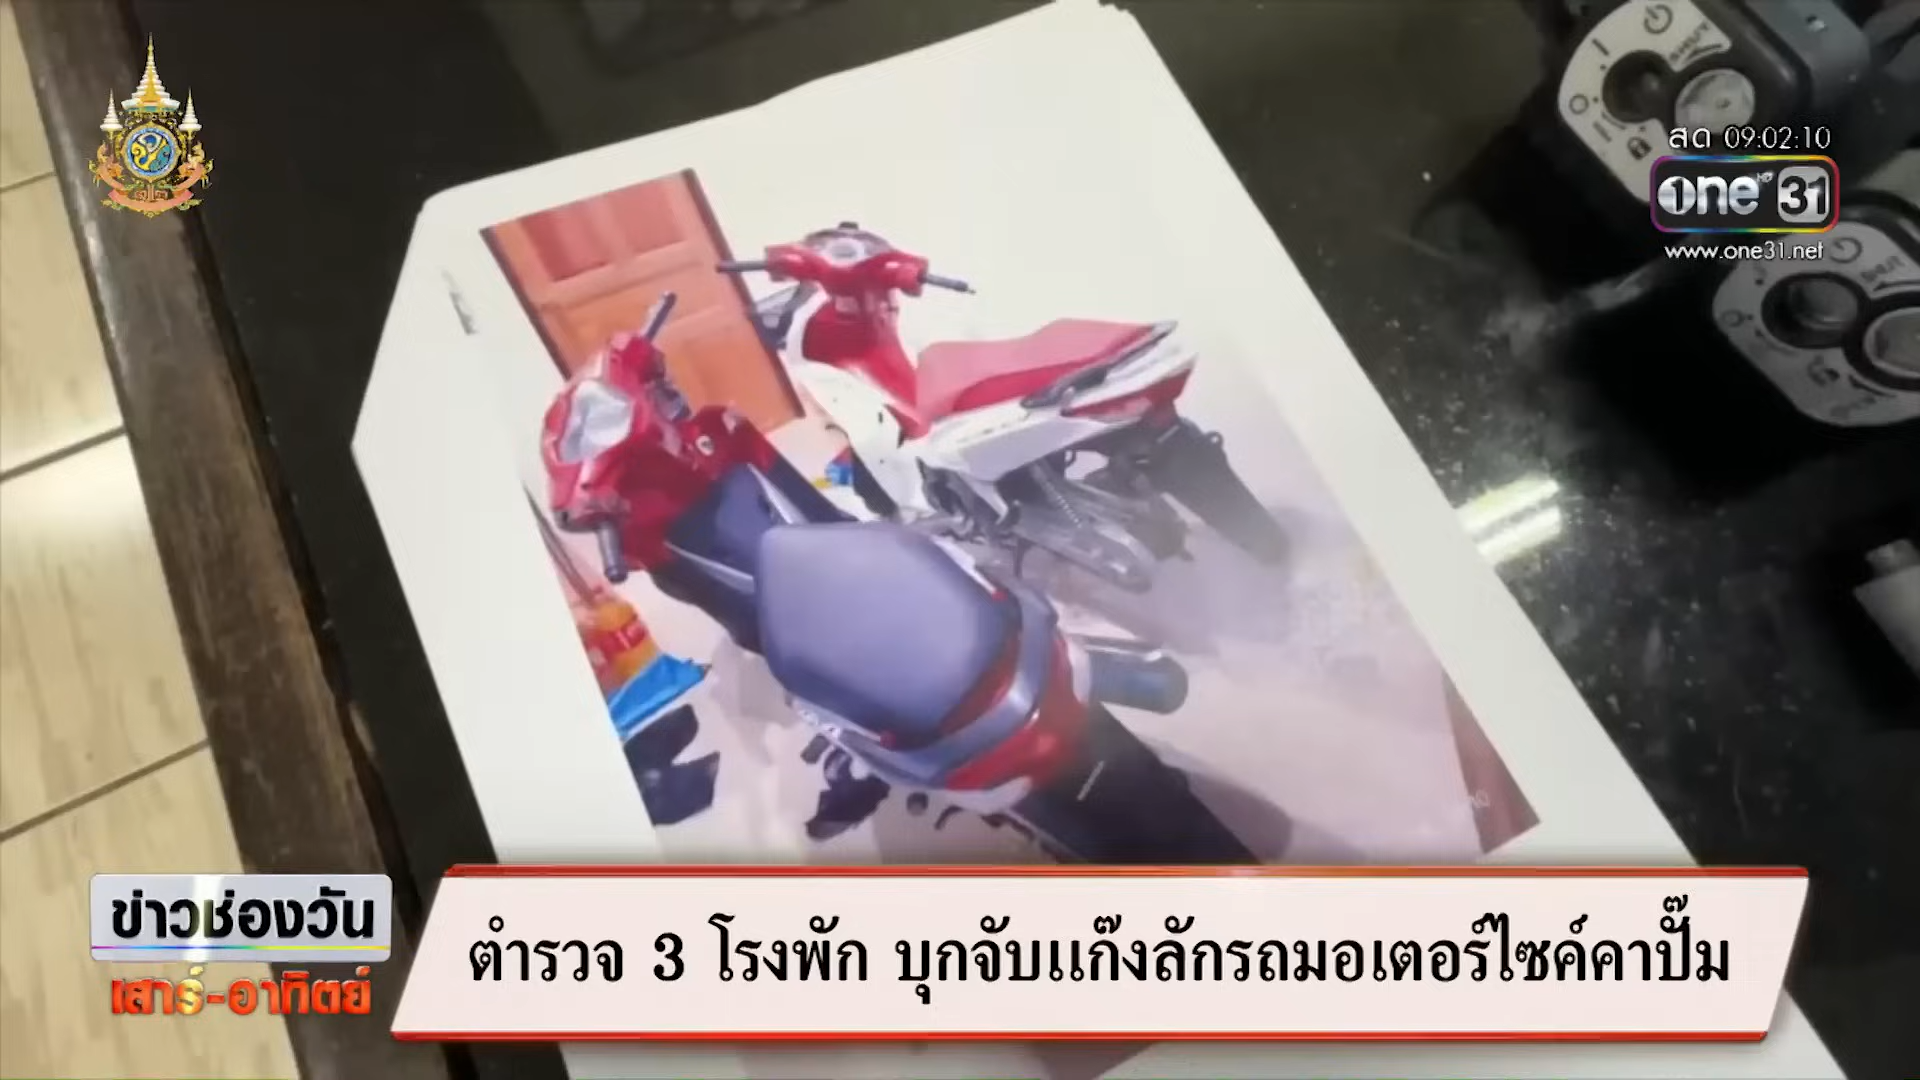 สด 09:02:10
one HD 31
www.one31.net
SHUT
SHUT
ข่าวช่องวัน
เสาร์-อาทิตย์
ตำรวจ 3 โรงพัก บุกจับแก๊งลักรถมอเตอร์ไซค์คาปั๊ม